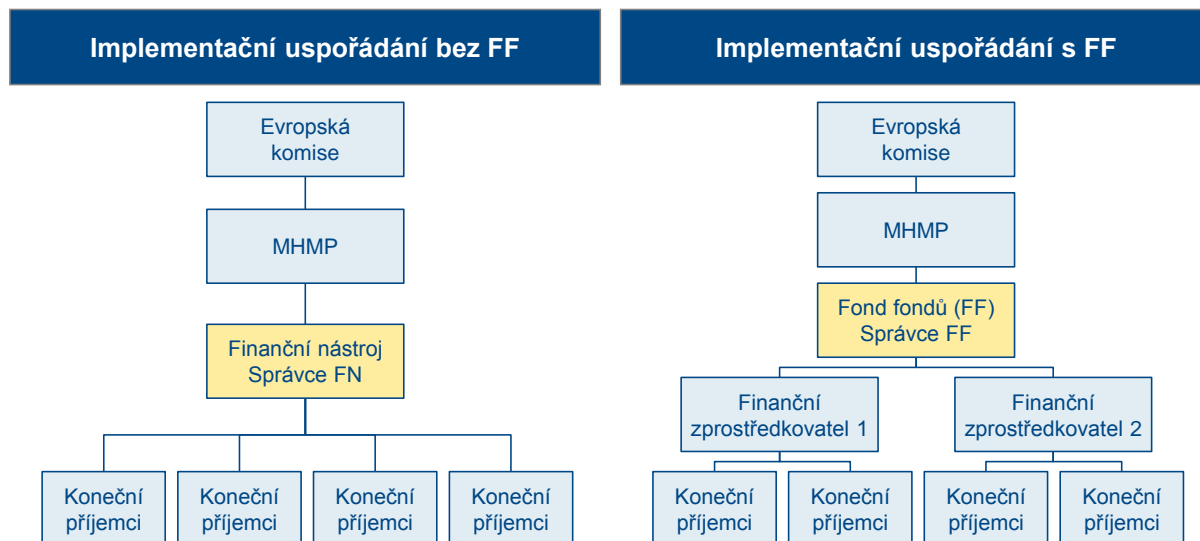 Implementační uspořádání bez FF
Evropská
komise
MHMP
Finanční nástroj
Správce FN
Koneční
příjemci
Koneční
příjemci
Koneční
příjemci
Koneční
příjemci
Implementační uspořádání s FF
Evropská
komise
MHMP
Fond fondů (FF)
Správce FF
Finanční
zprostředkovatel 1
Finanční
zprostředkovatel 2
Koneční
příjemci
Koneční
příjemci
Koneční
příjemci
Koneční
příjemci